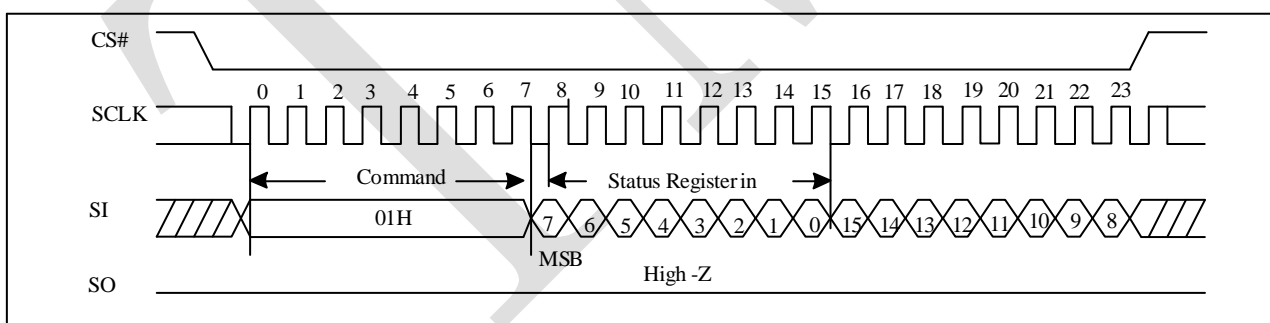 CS#
0 1 2 3 4 5 6 7 8 9 10 11 12 13 14 15 16 17 18 19 20 21 22 23
SCLK
Command Status Register in
SI 01H 7 6 5 4 3 2 1 0 15 14 13 12 11 10 9 8
MSB
High -Z
SO